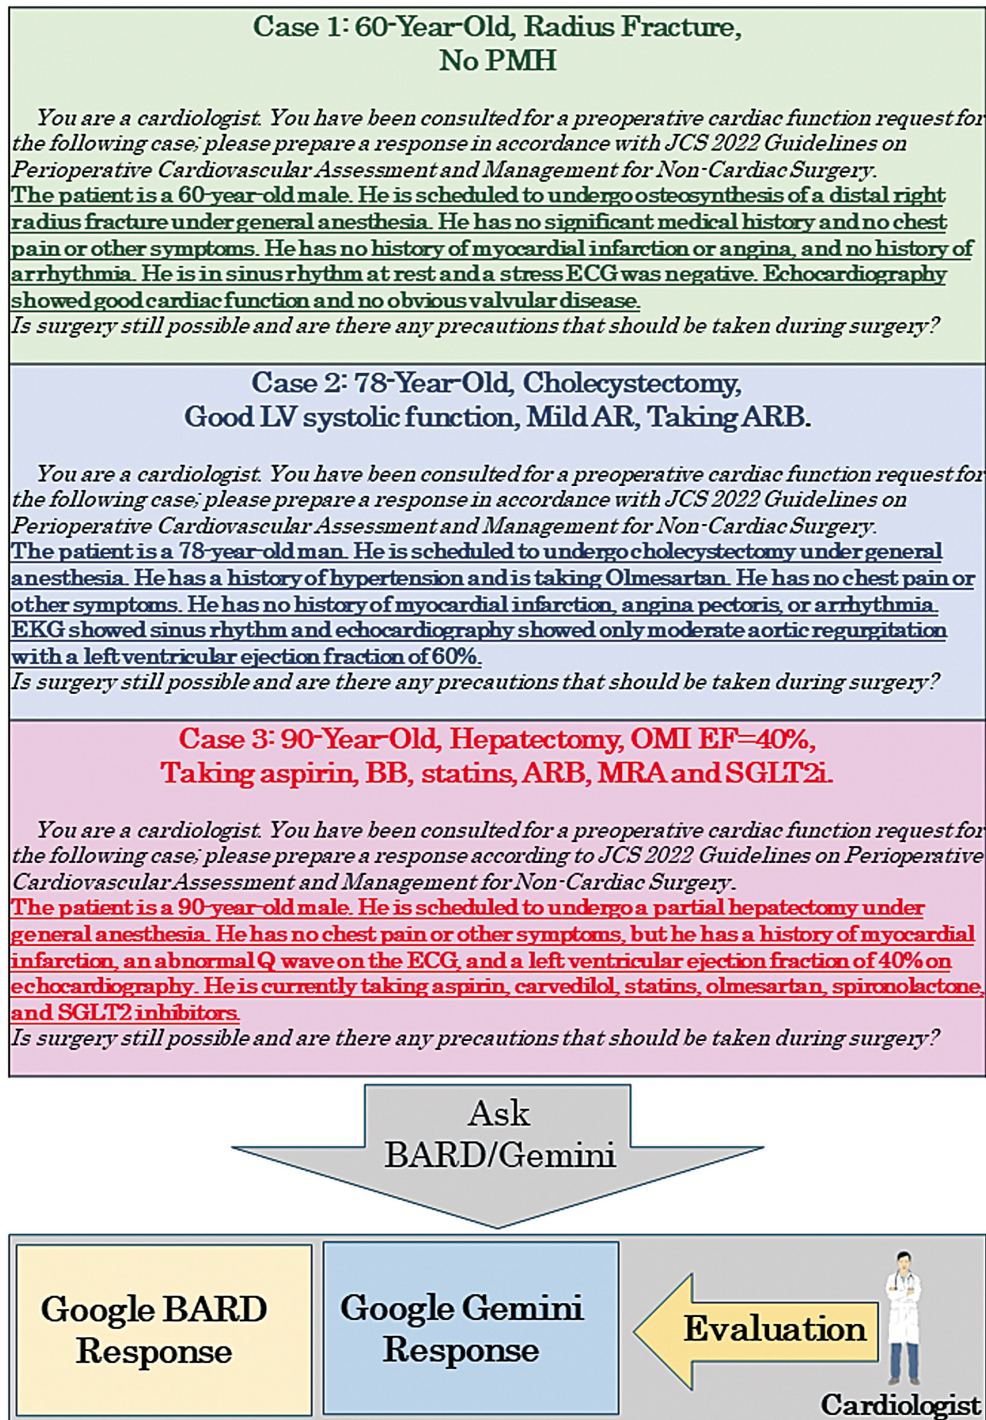 Case 1: 60-Year-Old, Radius Fracture,
No PMH
You are a cardiologist. You have been consulted for a preoperative cardiac function request for
the following case; please prepare a response in accordance with JCS 2022 Guidelines on
Perioperative Cardiovascular Assessment and Management for Non-Cardiac Surgery.
The patient is a 60-year-old male. He is scheduled to undergo osteosynthesis of a distal right
radius fracture under general anesthesia. He has no significant medical history and no chest
pain or other symptoms. He has no history of myocardial infarction or angina, and no history of
arrhythmia. He is in sinus rhythm at rest and a stress ECG was negative. Echocardiography
showed good cardiac function and no obvious valvular disease.
Is surgery still possible and are there any precautions that should be taken during surgery?
Case 2: 78-Year-Old, Cholecystectomy,
Good LV systolic function, Mild AR, Taking ARB.
You are a cardiologist. You have been consulted for a preoperative cardiac function request for
the following case; please prepare a response in accordance with JCS 2022 Guidelines on
Perioperative Cardiovascular Assessment and Management for Non-Cardiac Surgery.
The patient is a 78-year-old man. He is scheduled to undergo cholecystectomy under general
anesthesia. He has a history of hypertension and is taking Olmesartan. He has no chest pain or
other symptoms. He has no history of myocardial infarction, angina pectoris, or arrhythmia.
EKG showed sinus rhythm and echocardiography showed only moderate aortic regurgitation
with a left ventricular ejection fraction of 60%.
Is surgery still possible and are there any precautions that should be taken during surgery?
Case 3: 90-Year-Old, Hepatectomy, OMI EF=40%,
Taking aspirin, BB, statins, ARB, MRA and SGLT2i.
You are a cardiologist. You have been consulted for a preoperative cardiac function request for
the following case; please prepare a response according to JCS 2022 Guidelines on Perioperative
Cardiovascular Assessment and Management for Non-Cardiac Surgery.
The patient is a 90-year-old male. He is scheduled to undergo a partial hepatectomy under
general anesthesia. He has no chest pain or other symptoms, but he has a history of myocardial
infarction, an abnormal Q wave on the ECG, and a left ventricular ejection fraction of 40% on
echocardiography. He is currently taking aspirin, carvedilol, statins, olmesartan, spironolactone,
and SGLT2 inhibitors.
Is surgery still possible and are there any precautions that should be taken during surgery?
Ask
BARD/Gemini
Google BARD
Response
Google Gemini
Response
Evaluation
Cardiologist